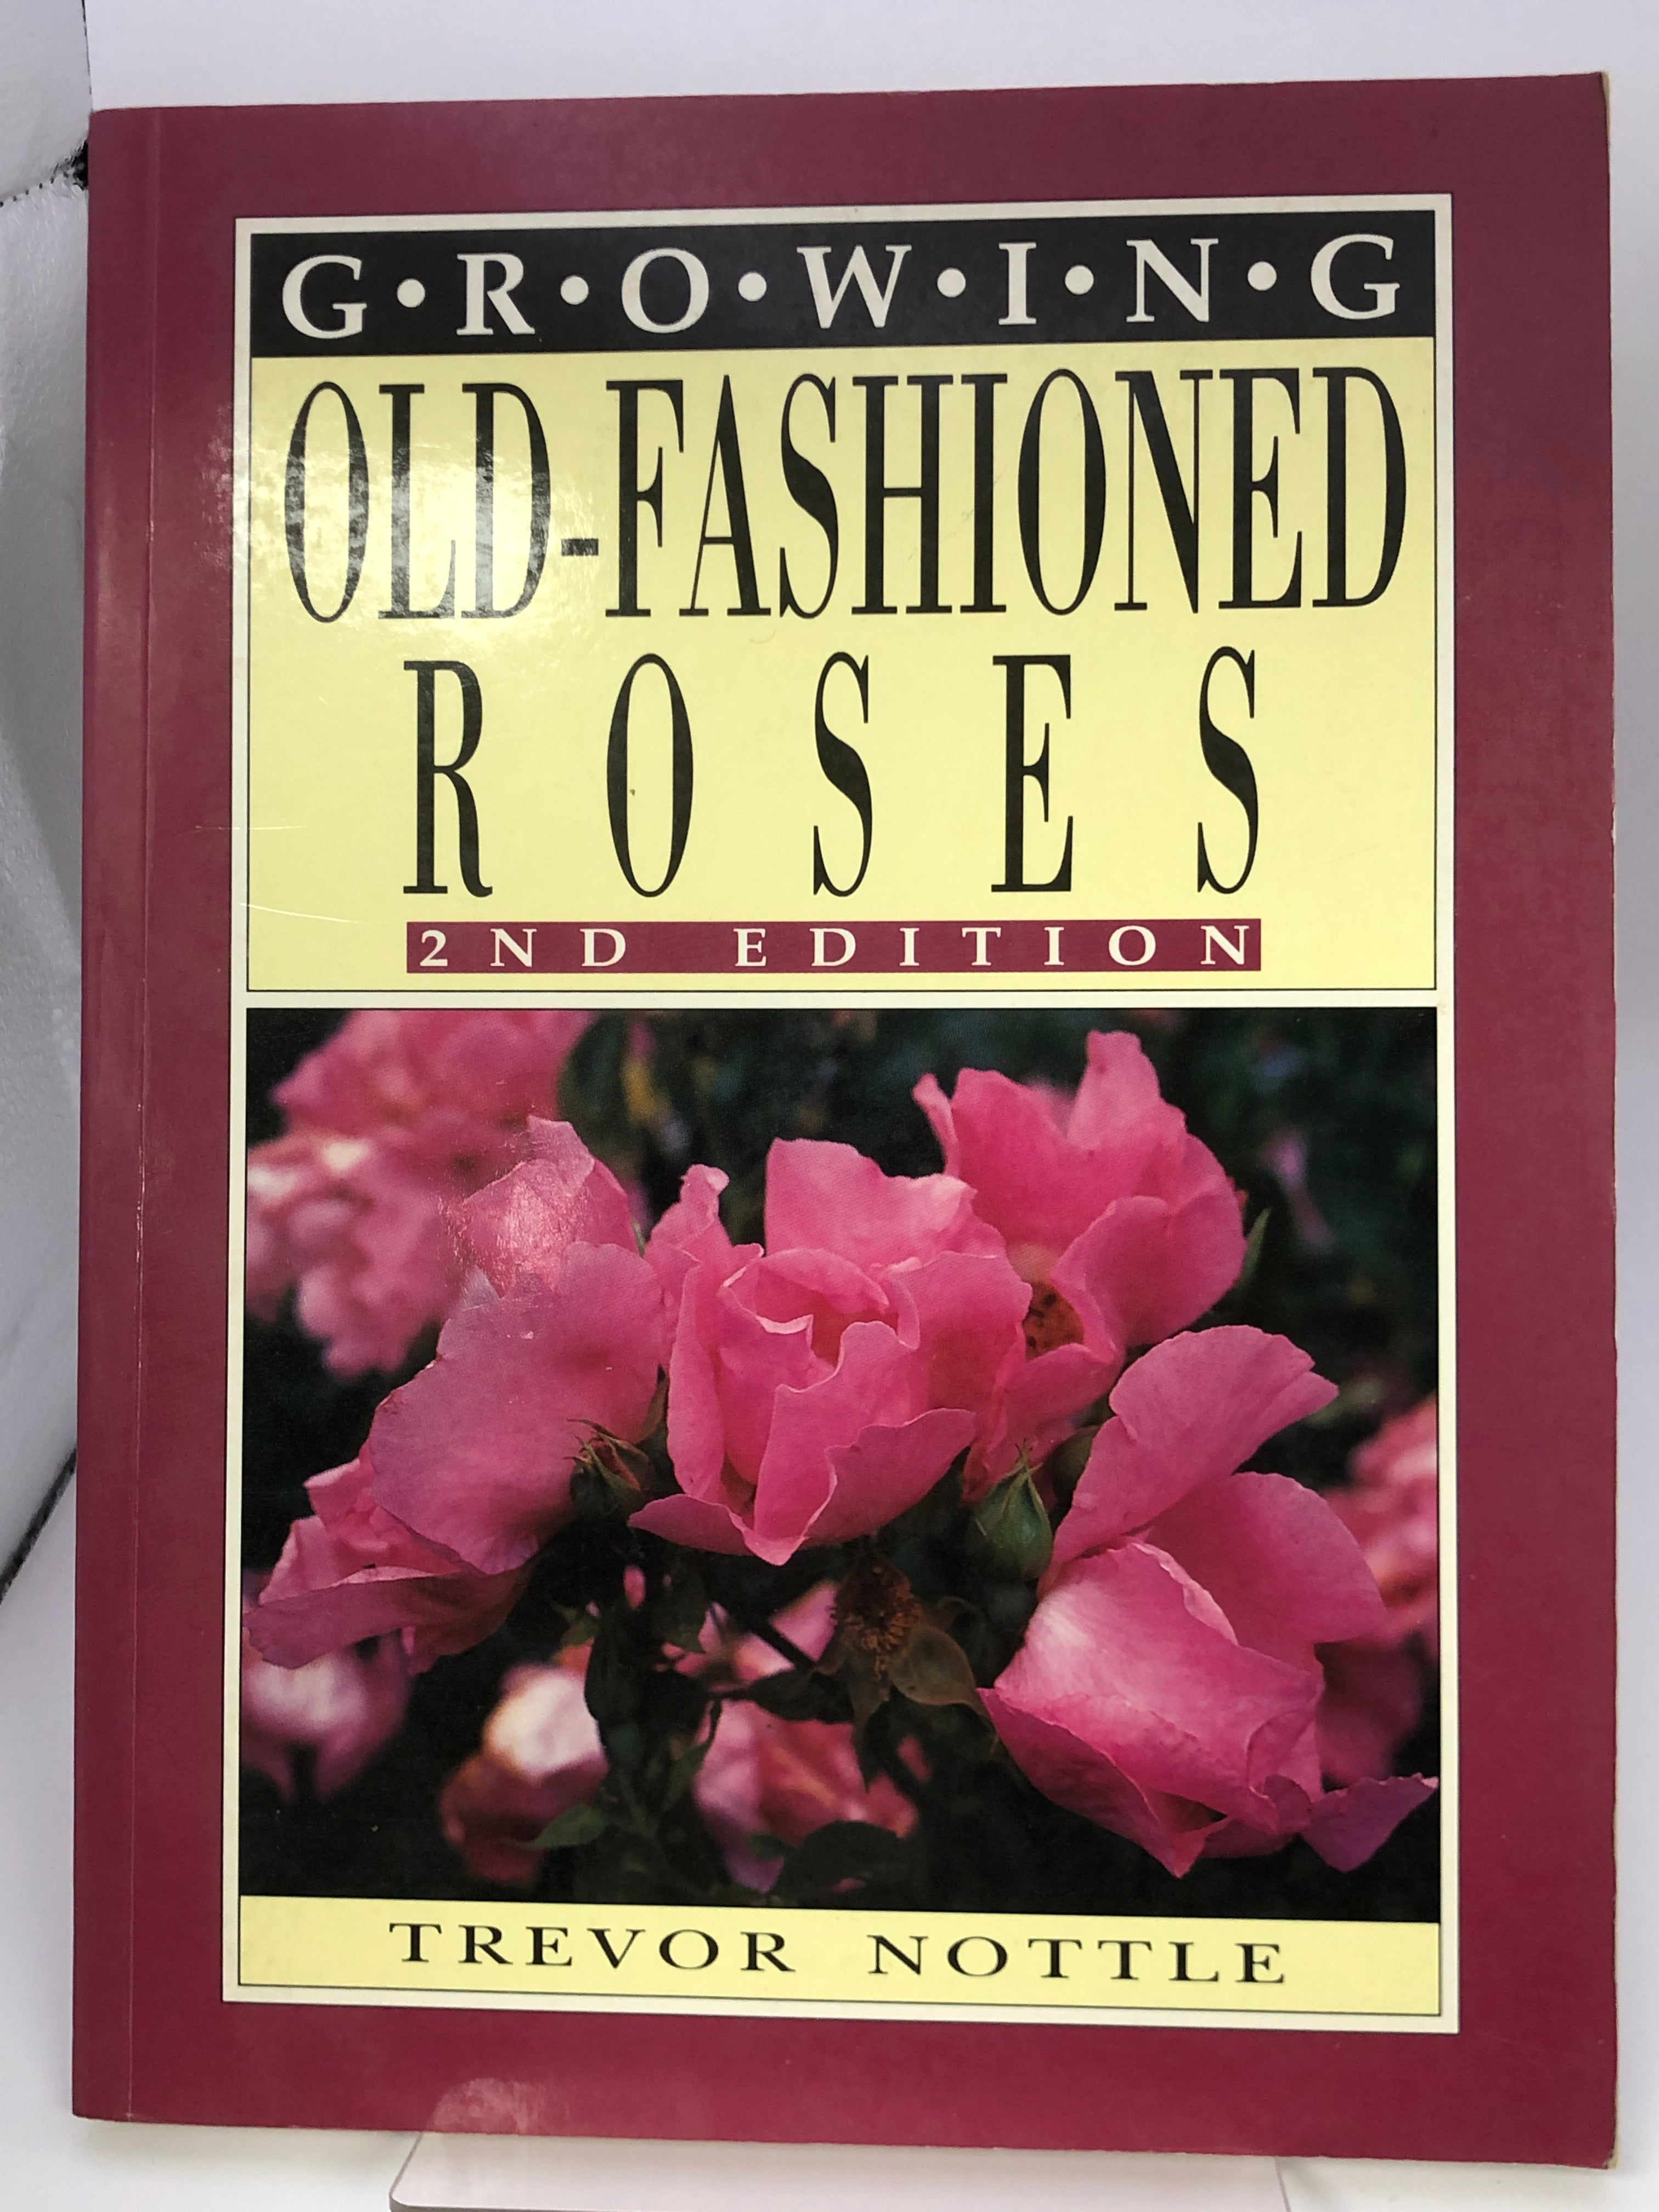 G•R•O•W•I•N•G
OLD-FASHIONED
ROSES
2ND EDITION
TREVOR NOTTLE